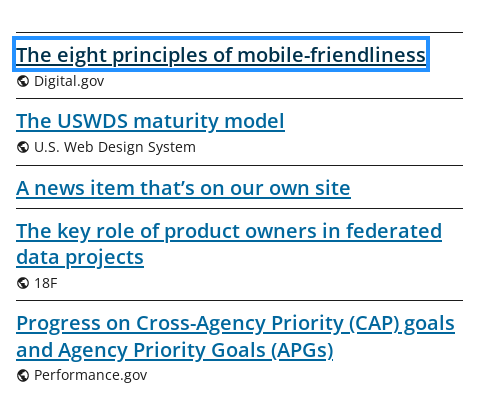 The eight principles of mobile-friendliness
Digital.gov
The USWDS maturity model
U.S. Web Design System
A news item that’s on our own site
The key role of product owners in federated
data projects
18F
Progress on Cross-Agency Priority (CAP) goals
and Agency Priority Goals (APGs)
Performance.gov